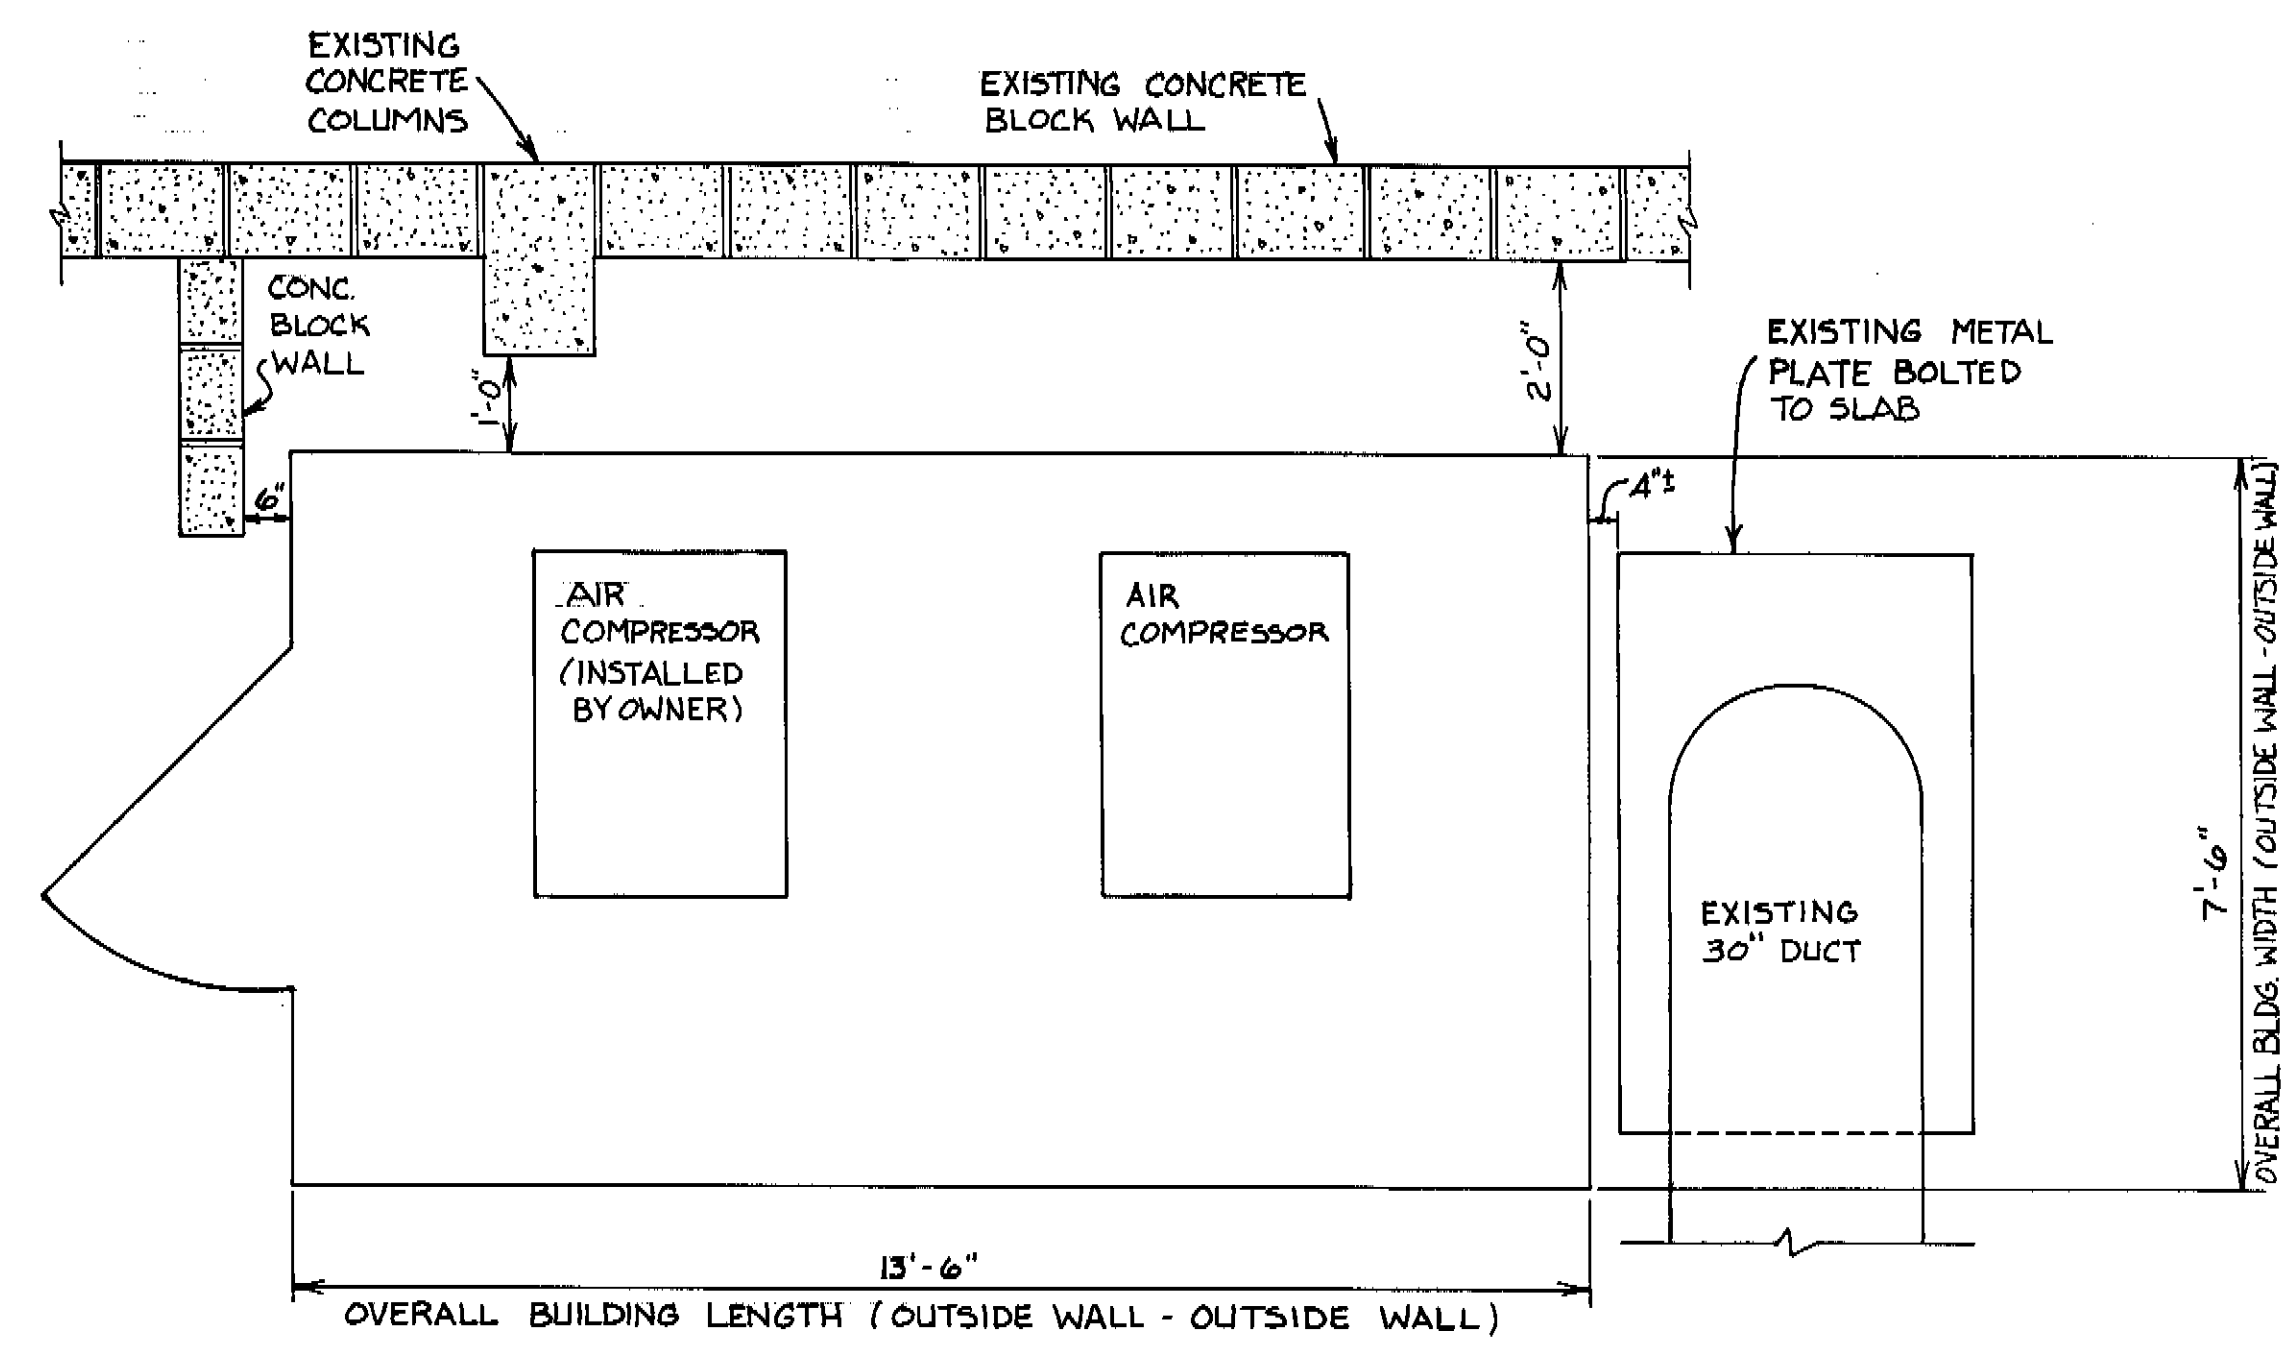 EXISTING
CONCRETE
COLUMNS
EXISTING CONCRETE
BLOCK WALL
CONC.
BLOCK
WALL
1'-0"
2'-0"
EXISTING METAL
PLATE BOLTED
TO SLAB
6"
4"±
AIR
COMPRESSOR
(INSTALLED
BY OWNER)
AIR
COMPRESSOR
EXISTING
30" DUCT
7'-6"
OVERALL BLDG. WIDTH (OUTSIDE WALL - OUTSIDE WALL)
13'-6"
OVERALL BUILDING LENGTH (OUTSIDE WALL - OUTSIDE WALL)